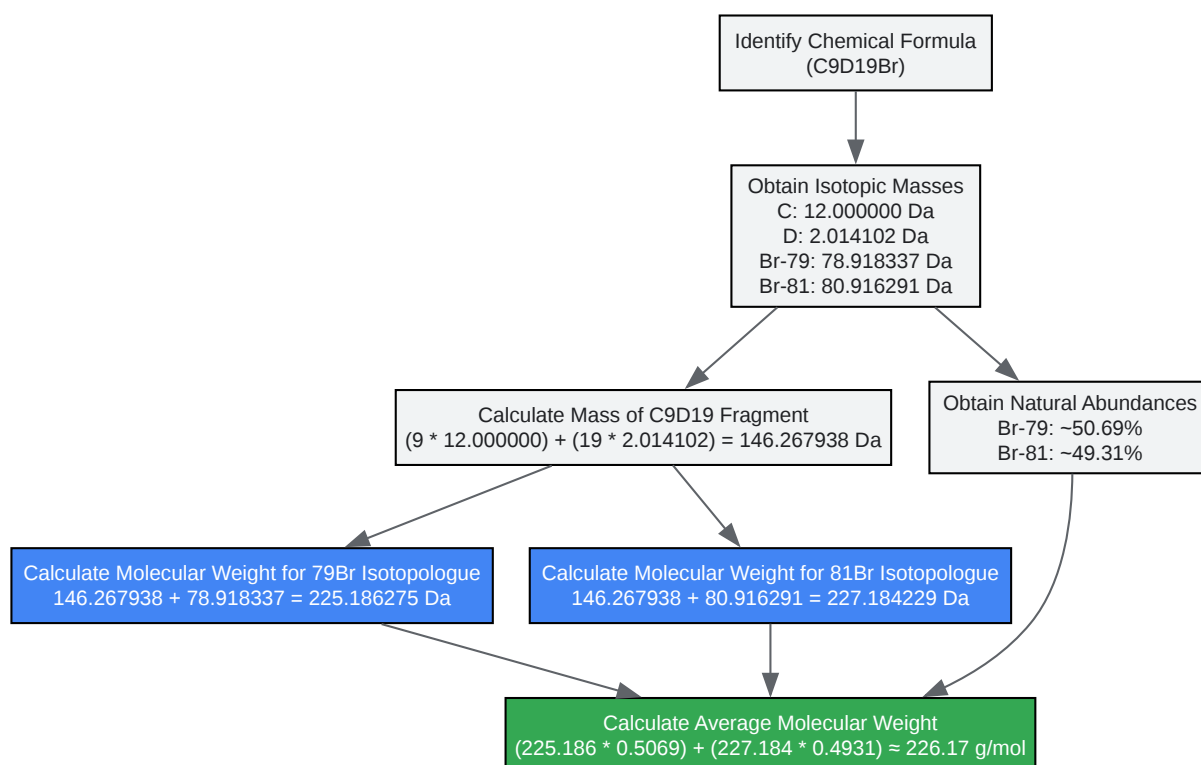 Identify Chemical Formula
(C9D19Br)
Obtain Isotopic Masses
C: 12.000000 Da
D: 2.014102 Da
Br-79: 78.918337 Da
Br-81: 80.916291 Da
Calculate Mass of C9D19 Fragment
(9 * 12.000000) + (19 * 2.014102) = 146.267938 Da
Obtain Natural Abundances
Br-79: ~50.69%
Br-81: ~49.31%
Calculate Molecular Weight for 79Br Isotopologue
146.267938 + 78.918337 = 225.186275 Da
Calculate Molecular Weight for 81Br Isotopologue
146.267938 + 80.916291 = 227.184229 Da
Calculate Average Molecular Weight
(225.186 * 0.5069) + (227.184 * 0.4931) ≈ 226.17 g/mol